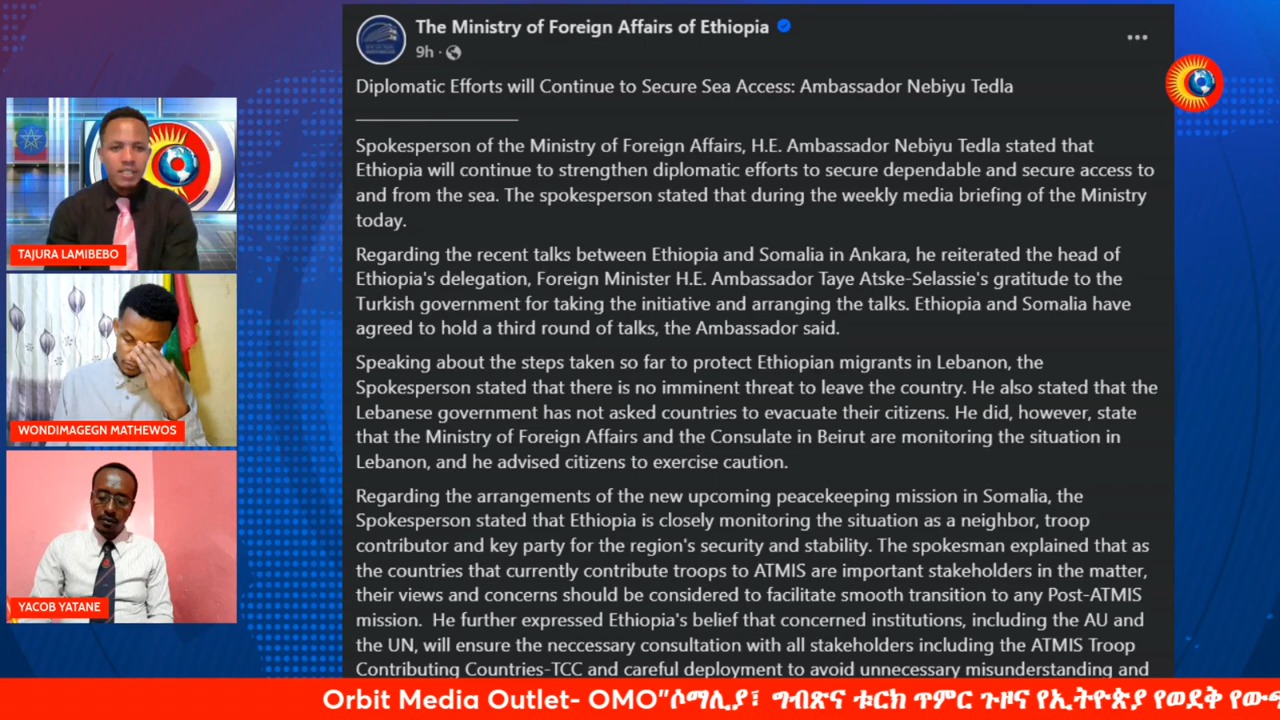 The Ministry of Foreign Affairs of Ethiopia
9h ·
Diplomatic Efforts will Continue to Secure Sea Access: Ambassador Nebiyu Tedla
Spokesperson of the Ministry of Foreign Affairs, H.E. Ambassador Nebiyu Tedla stated that
Ethiopia will continue to strengthen diplomatic efforts to secure dependable and secure access to
and from the sea. The spokesperson stated that during the weekly media briefing of the Ministry
today.
Regarding the recent talks between Ethiopia and Somalia in Ankara, he reiterated the head of
Ethiopia's delegation, Foreign Minister H.E. Ambassador Taye Atske-Selassie's gratitude to the
Turkish government for taking the initiative and arranging the talks. Ethiopia and Somalia have
agreed to hold a third round of talks, the Ambassador said.
Speaking about the steps taken so far to protect Ethiopian migrants in Lebanon, the
Spokesperson stated that there is no imminent threat to leave the country. He also stated that the
Lebanese government has not asked countries to evacuate their citizens. He did, however, state
that the Ministry of Foreign Affairs and the Consulate in Beirut are monitoring the situation in
Lebanon, and he advised citizens to exercise caution.
Regarding the arrangements of the new upcoming peacekeeping mission in Somalia, the
Spokesperson stated that Ethiopia is closely monitoring the situation as a neighbor, troop
contributor and key party for the region's security and stability. The spokesman explained that as
the countries that currently contribute troops to ATMIS are important stakeholders in the matter,
their views and concerns should be considered to facilitate smooth transition to any Post-ATMIS
mission. He further expressed Ethiopia's belief that concerned institutions, including the AU and
the UN, will ensure the neccessary consultation with all stakeholders including the ATMIS Troop
Contributing Countries-TCC and careful deployment to avoid unnecessary misunderstanding and
TAJURA LAMIBEBO
WONDIMAGEGN MATHEWOS
YACOB YATANE
Orbit Media Outlet- OMO"ሶማሊያ፣ ግብጽና ቱርክ ጥምር ጉዞና የኢትዮጵያ የወደቅ